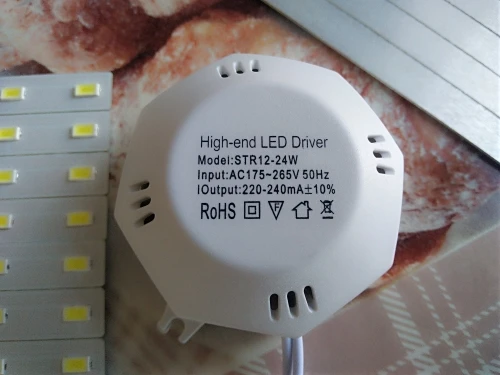 High-end LED Driver
Model:STR12-24W
Input:AC175~265V 50Hz
IOutput:220-240mA±10%
RoHS F